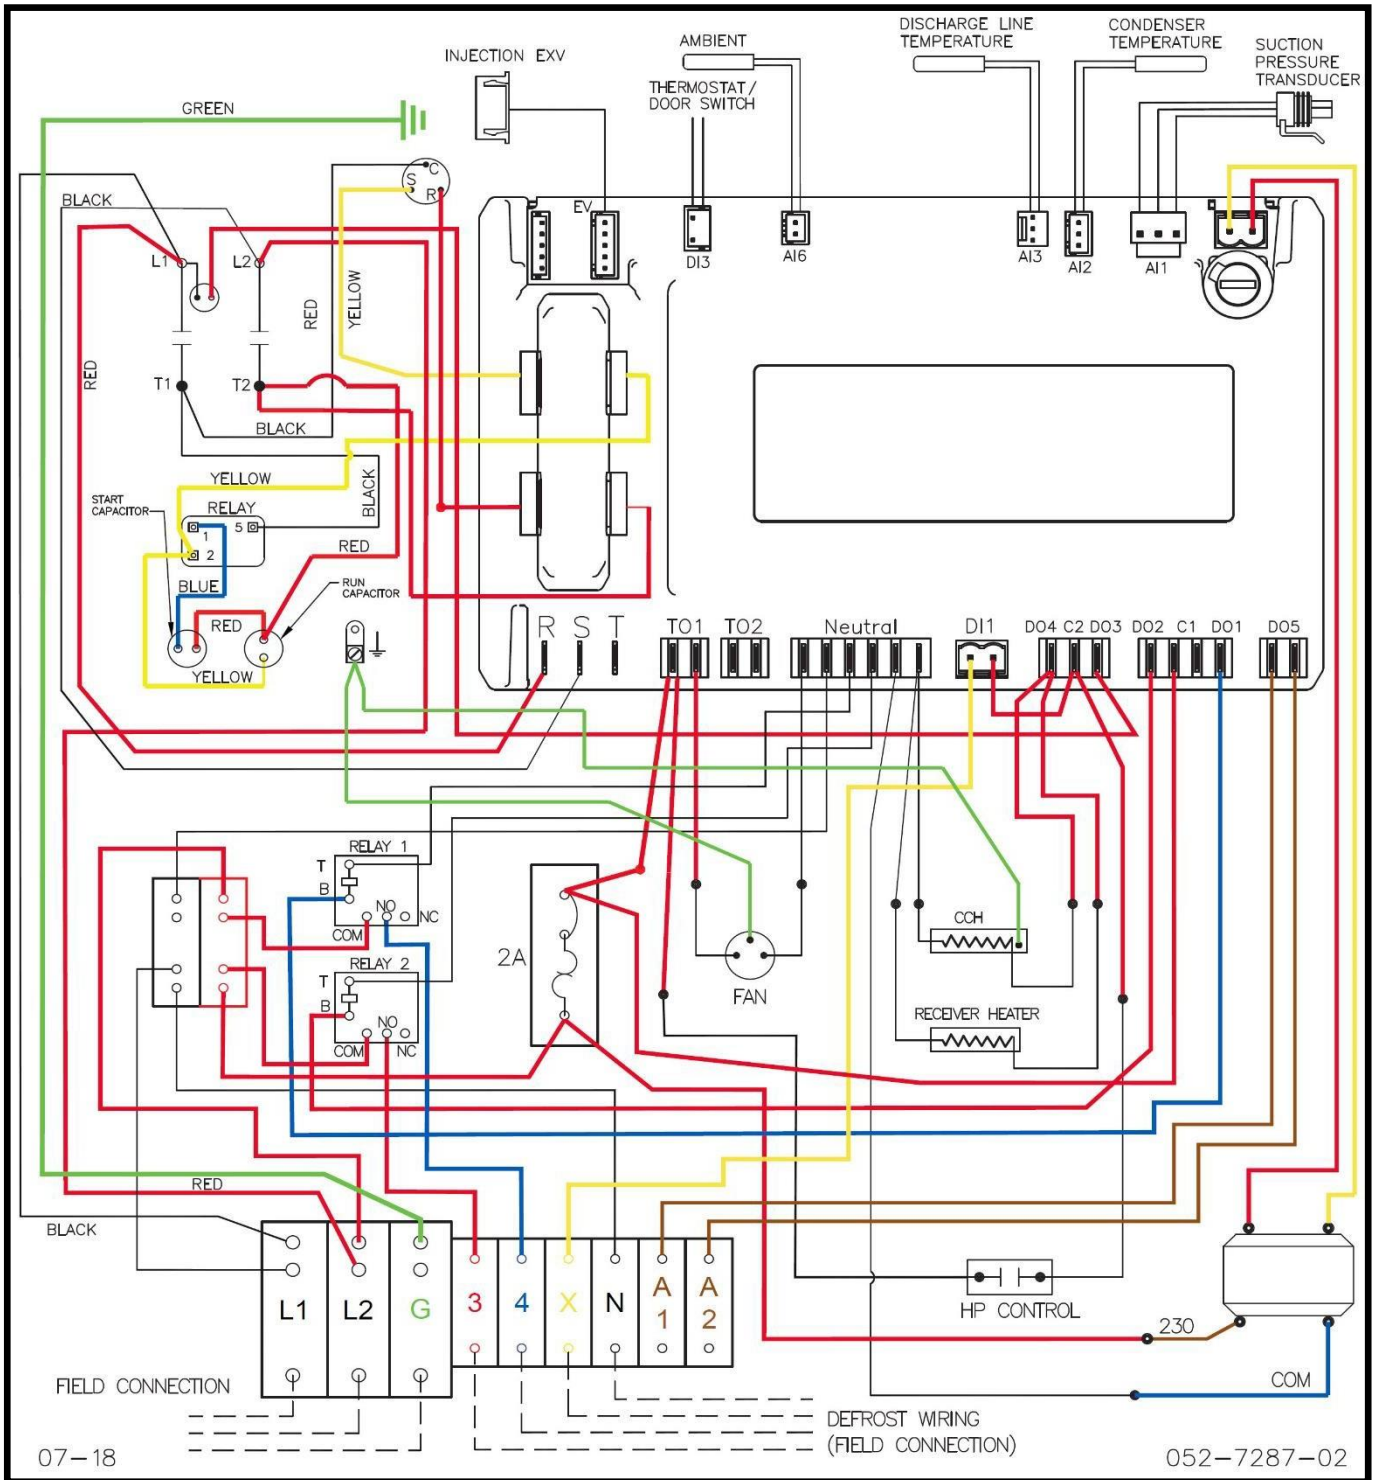 DISCHARGE LINE
TEMPERATURE
CONDENSER
TEMPERATURE
SUCTION
PRESSURE
TRANSDUCER
AMBIENT
INJECTION EXV
THERMOSTAT/
DOOR SWITCH
GREEN
C
S
R
BLACK
EV
DI3
AI6
AI3
AI2
AI1
L1
L2
RED
YELLOW
RED
T1
T2
BLACK
YELLOW
BLACK
START
CAPACITOR
RELAY
1
5
2
RED
BLUE
RUN
CAPACITOR
RED
YELLOW
R S T
TO1
TO2
Neutral
DI1
DO4 C2 DO3
DO2 C1 DO1
DO5
RELAY 1
T
B
NO
NC
COM
RELAY 2
T
B
NO
NC
COM
2A
FAN
CCH
RECEIVER HEATER
RED
BLACK
L1
L2
G
3
4
X
N
A
1
A
2
HP CONTROL
230
COM
FIELD CONNECTION
DEFROST WIRING
(FIELD CONNECTION)
07-18
052-7287-02